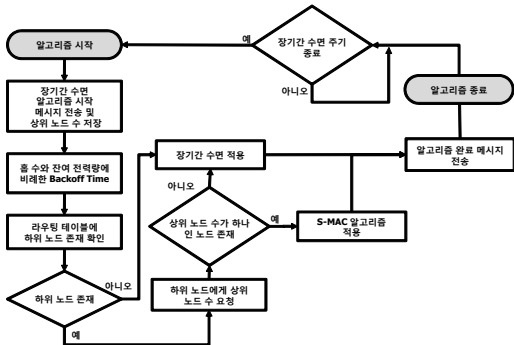 알고리즘 시작
장기간 수면
알고리즘 시작
메시지 전송 및
상위 노드 수 저장
홉 수와 잔여 전력량에
비례한 Backoff Time
라우팅 테이블에
하위 노드 존재 확인
하위 노드 존재
아니오
예
하위 노드에게 상위
노드 수 요청
상위 노드 수가 하나
인 노드 존재
아니오
예
장기간 수면 적용
S-MAC 알고리즘
적용
알고리즘 완료 메시지
전송
알고리즘 종료
장기간 수면 주기
종료
아니오
예